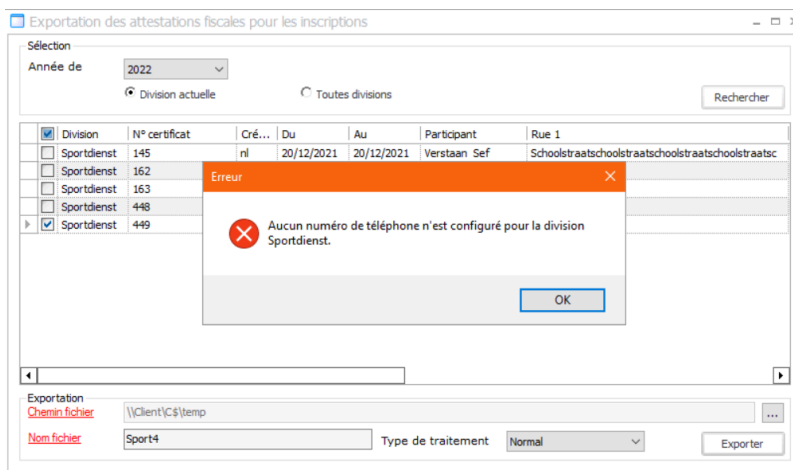 Exportation des attestations fiscales pour les inscriptions
Sélection
Année de 2022
Division actuelle Toutes divisions
Rechercher
Division N° certificat Cré... Du Au Participant Rue 1
Sportdienst 145 nl 20/12/2021 20/12/2021 Verstaan Sef Schoolstraatschoolstraatschoolstraatschoolstraatsc
Sportdienst 162
Sportdienst 163
Sportdienst 448
Sportdienst 449
Erreur
Aucun numéro de téléphone n'est configuré pour la division
Sportdienst.
OK
Exportation
Chemin fichier \\Client\C$\temp ...
Nom fichier Sport4 Type de traitement Normal Exporter